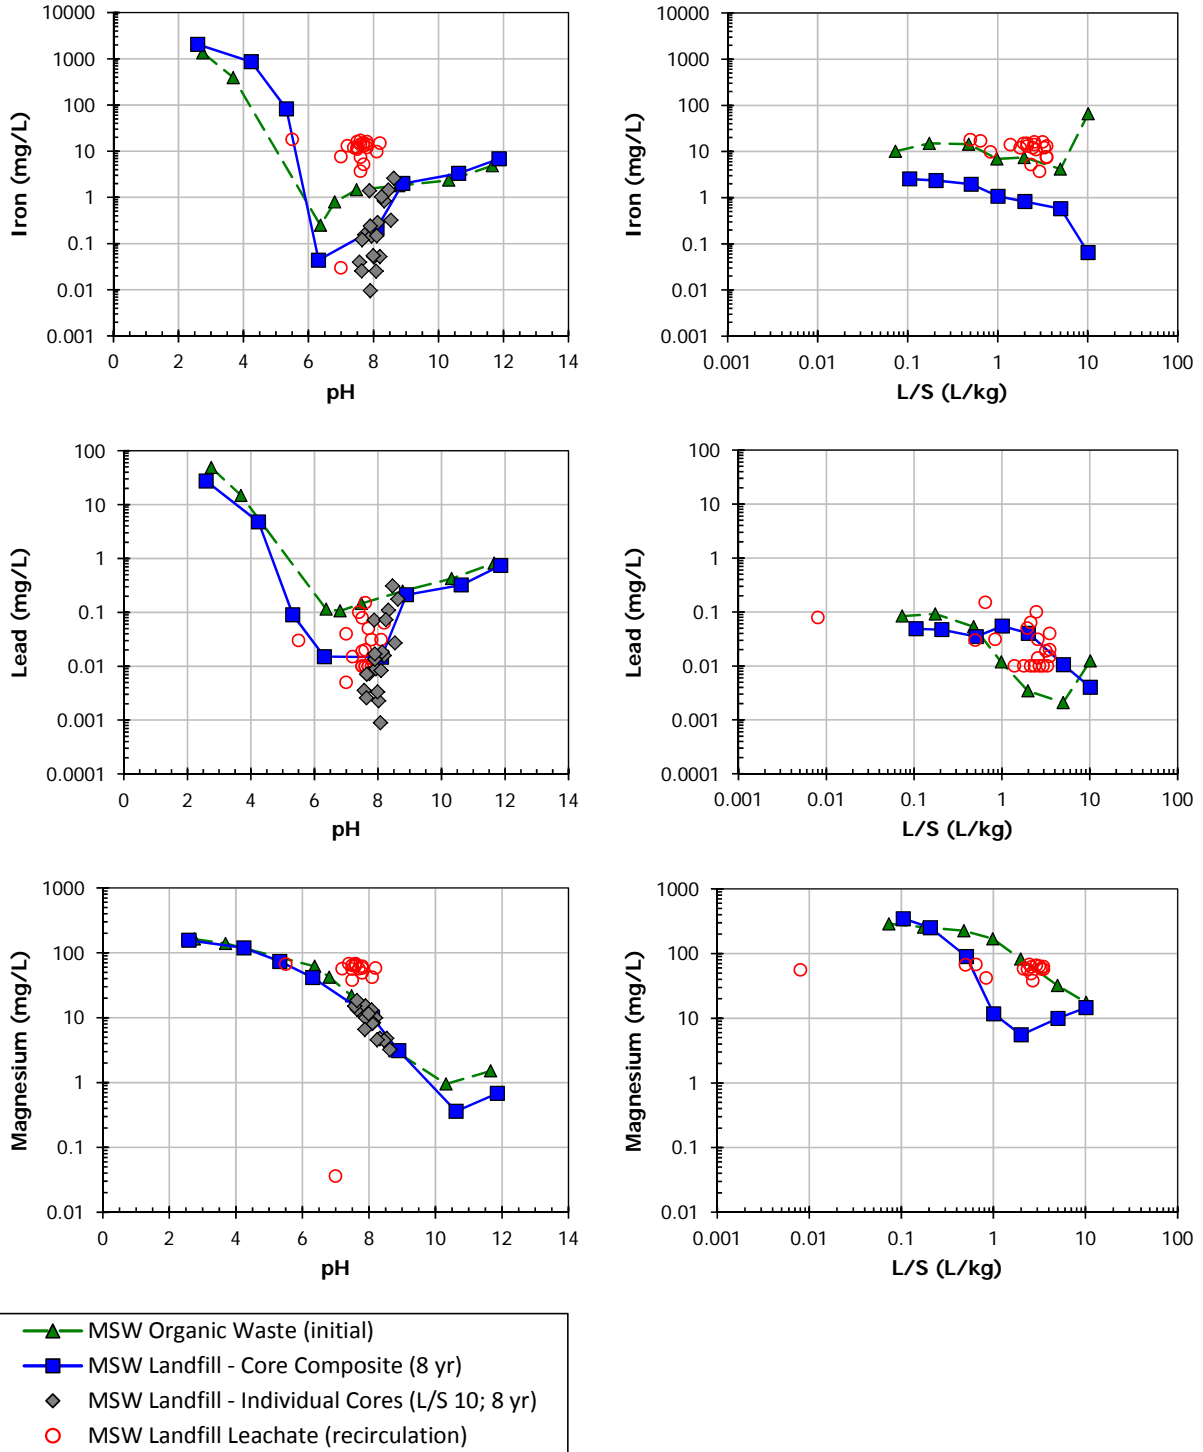 10000
1000
100
10
1
0.1
0.01
0.001
Iron (mg/L)
0 2 4 6 8 10 12 14
pH
10000
1000
100
10
1
0.1
0.01
0.001
Iron (mg/L)
0.001 0.01 0.1 1 10 100
L/S (L/kg)
100
10
1
0.1
0.01
0.001
0.0001
Lead (mg/L)
0 2 4 6 8 10 12 14
pH
100
10
1
0.1
0.01
0.001
0.0001
Lead (mg/L)
0.001 0.01 0.1 1 10 100
L/S (L/kg)
1000
100
10
1
0.1
0.01
Magnesium (mg/L)
0 2 4 6 8 10 12 14
pH
1000
100
10
1
0.1
0.01
Magnesium (mg/L)
0.001 0.01 0.1 1 10 100
L/S (L/kg)
MSW Organic Waste (initial)
MSW Landfill - Core Composite (8 yr)
MSW Landfill - Individual Cores (L/S 10; 8 yr)
MSW Landfill Leachate (recirculation)